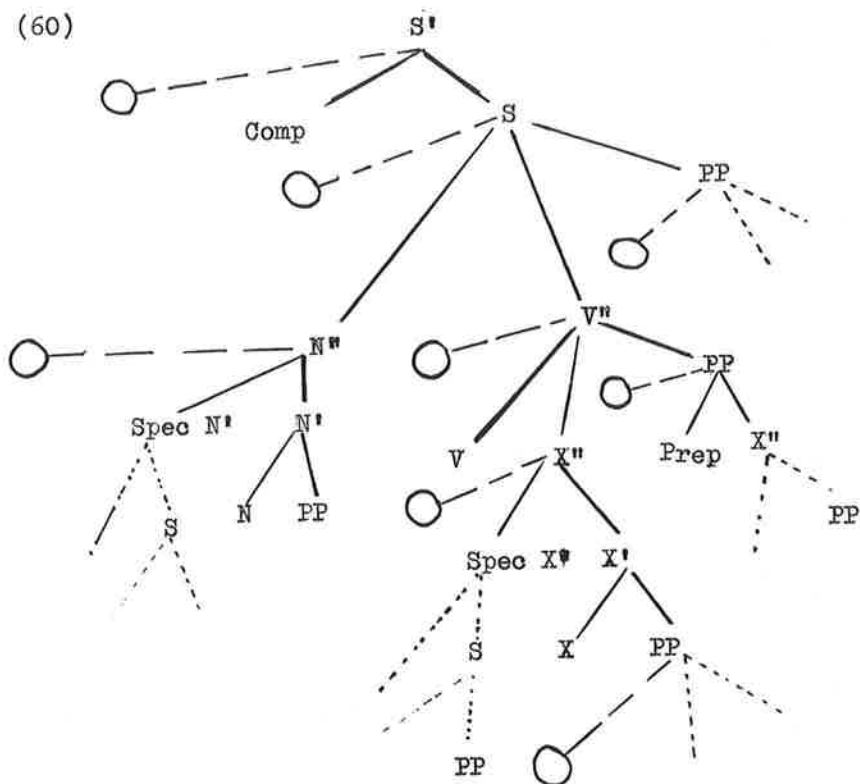 (60)
S'
Comp S
PP
N" V"
PP
Spec N' N'
V X" Prep X"
S N PP PP
Spec X" X'
S X PP
PP